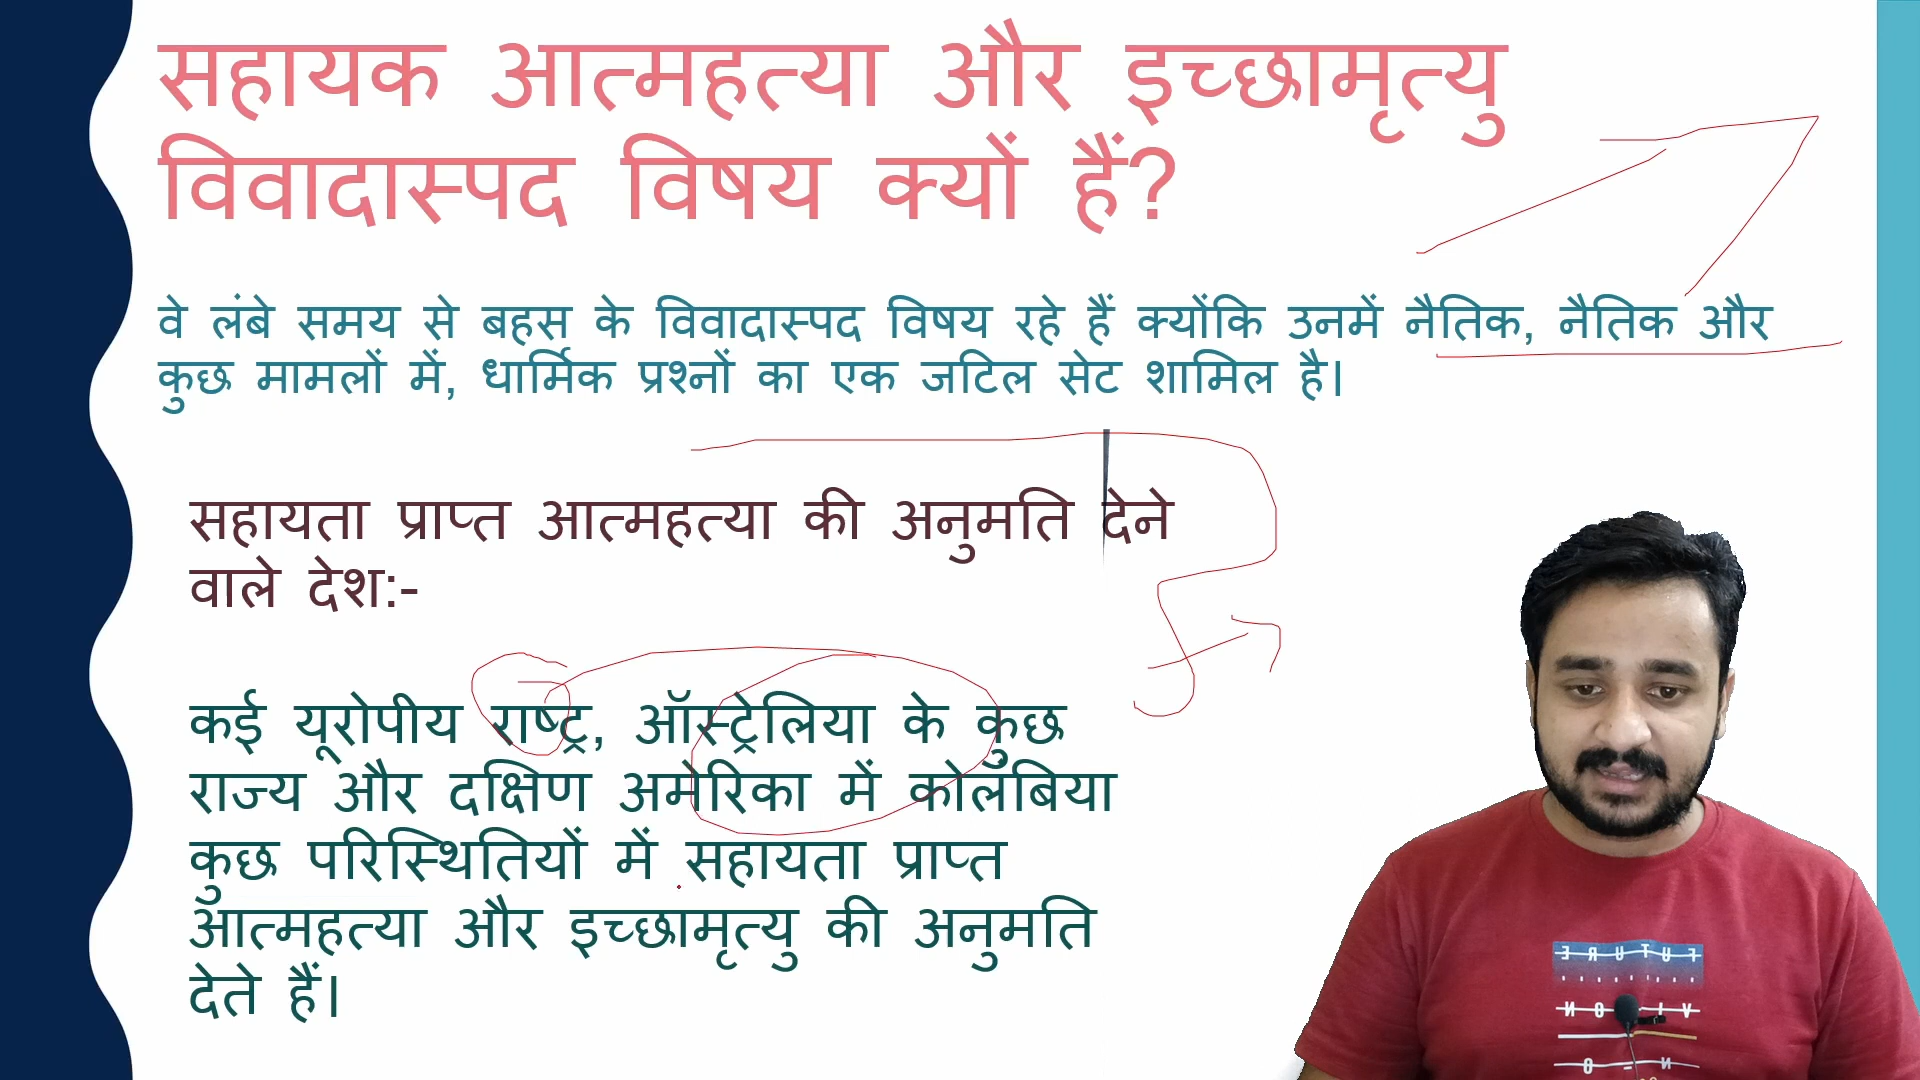 सहायक आत्महत्या और इच्छामृत्यु
विवादास्पद विषय क्यों हैं?
वे लंबे समय से बहस के विवादास्पद विषय रहे हैं क्योंकि उनमें नैतिक, नैतिक और
कुछ मामलों में, धार्मिक प्रश्नों का एक जटिल सेट शामिल है।
सहायता प्राप्त आत्महत्या की अनुमति देने
वाले देश:-
कई यूरोपीय राष्ट्र, ऑस्ट्रेलिया के कुछ
राज्य और दक्षिण अमेरिका में कोलंबिया
कुछ परिस्थितियों में सहायता प्राप्त
आत्महत्या और इच्छामृत्यु की अनुमति
देते हैं।
FUTURE